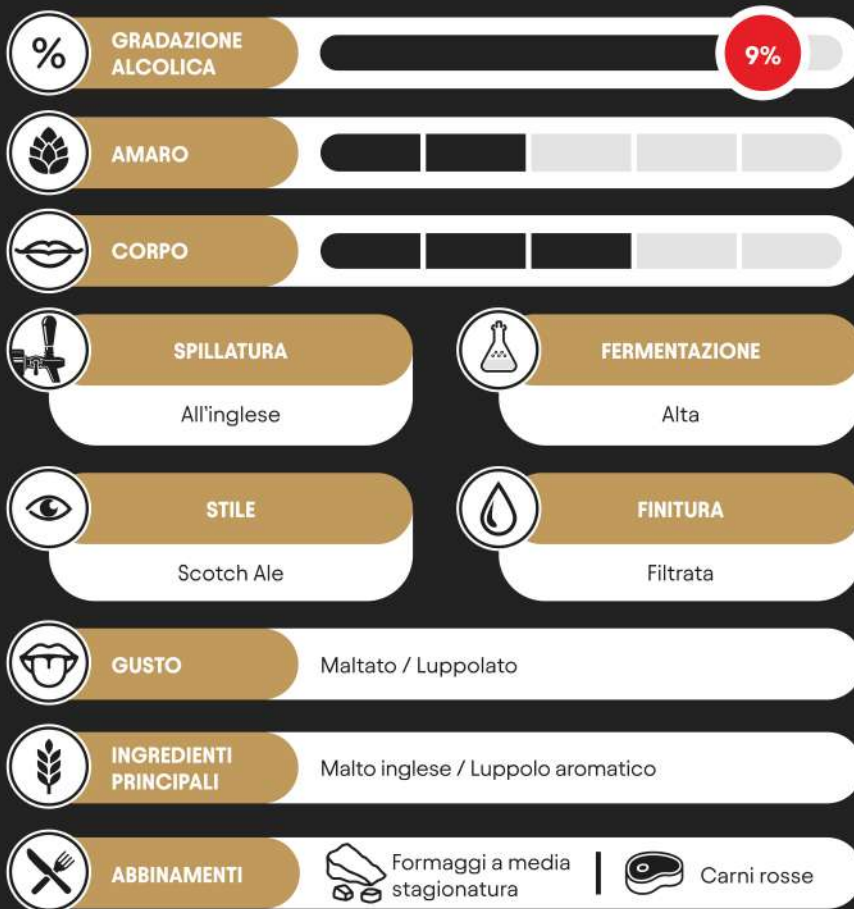 %
GRADAZIONE
ALCOLICA
9%
AMARO
CORPO
SPILLATURA
All'inglese
FERMENTAZIONE
Alta
STILE
Scotch Ale
FINITURA
Filtrata
GUSTO
Maltato / Luppolato
INGREDIENTI
PRINCIPALI
Malto inglese / Luppolo aromatico
ABBINAMENTI
Formaggi a media
stagionatura
Carni rosse